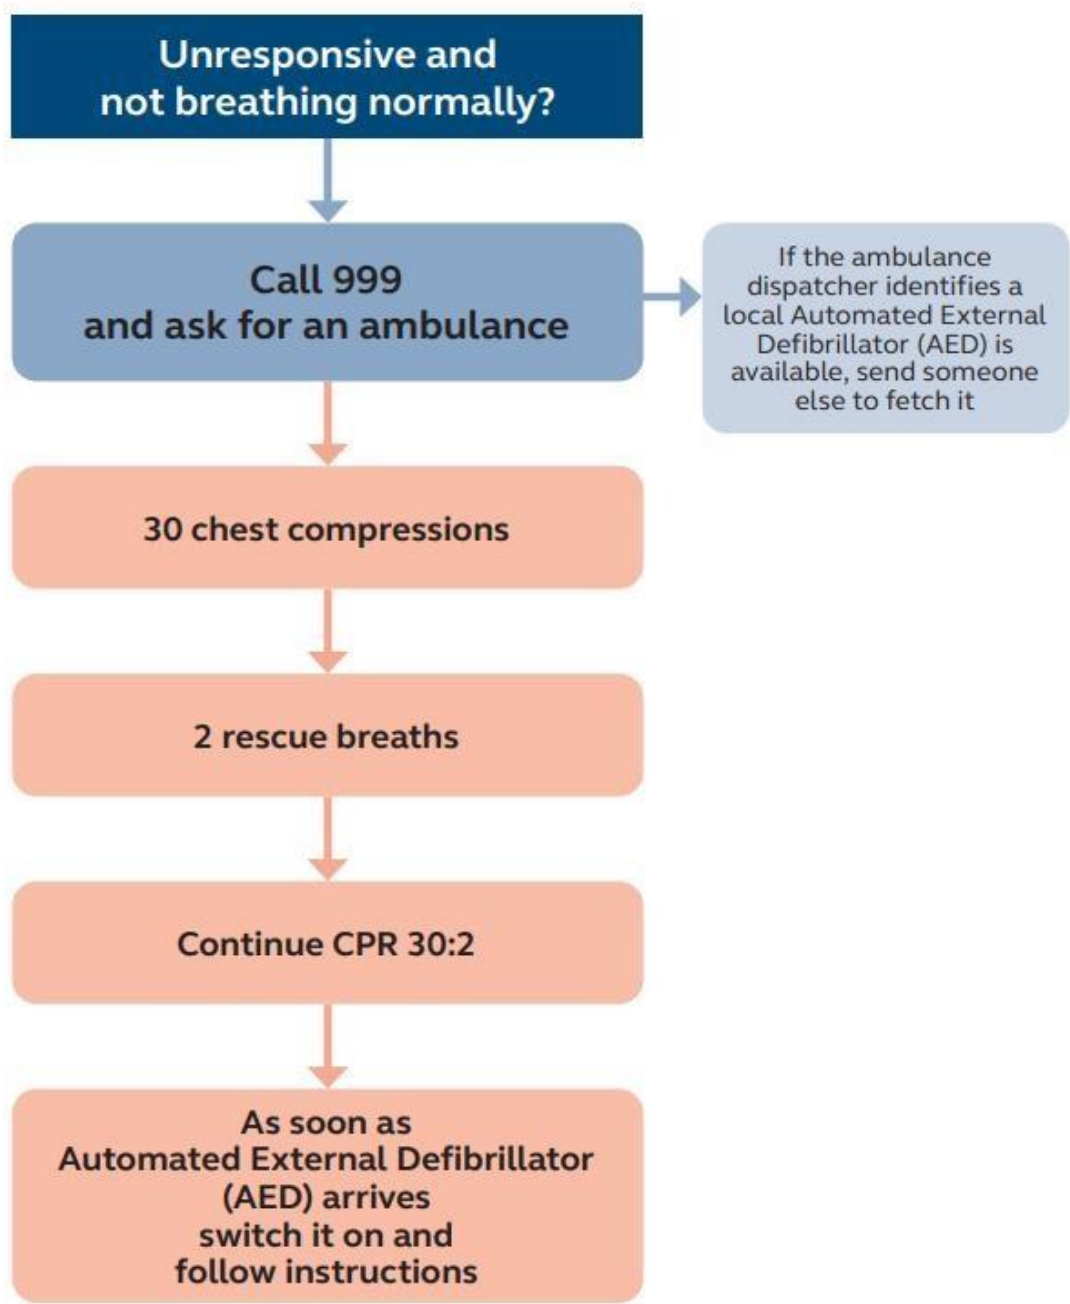 Unresponsive and
not breathing normally?
Call 999
and ask for an ambulance
If the ambulance
dispatcher identifies a
local Automated External
Defibrillator (AED) is
available, send someone
else to fetch it
30 chest compressions
2 rescue breaths
Continue CPR 30:2
As soon as
Automated External Defibrillator
(AED) arrives
switch it on and
follow instructions